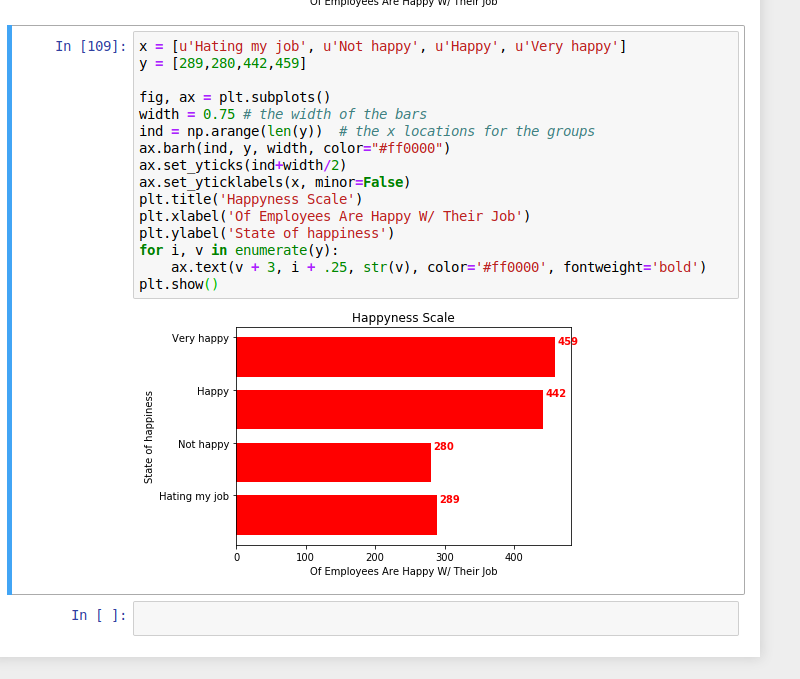 Of Employees Are Happy W/ Their Job
In [109]:
x = [u'Hating my job', u'Not happy', u'Happy', u'Very happy']
y = [289,280,442,459]
fig, ax = plt.subplots()
width = 0.75 # the width of the bars
ind = np.arange(len(y))  # the x locations for the groups
ax.barh(ind, y, width, color="#ff0000")
ax.set_yticks(ind+width/2)
ax.set_yticklabels(x, minor=False)
plt.title('Happyness Scale')
plt.xlabel('Of Employees Are Happy W/ Their Job')
plt.ylabel('State of happiness')
for i, v in enumerate(y):
    ax.text(v + 3, i + .25, str(v), color='#ff0000', fontweight='bold')
plt.show()
Happyness Scale
Very happy 459
Happy 442
Not happy 280
Hating my job 289
State of happiness
0 100 200 300 400
Of Employees Are Happy W/ Their Job
In [ ]: